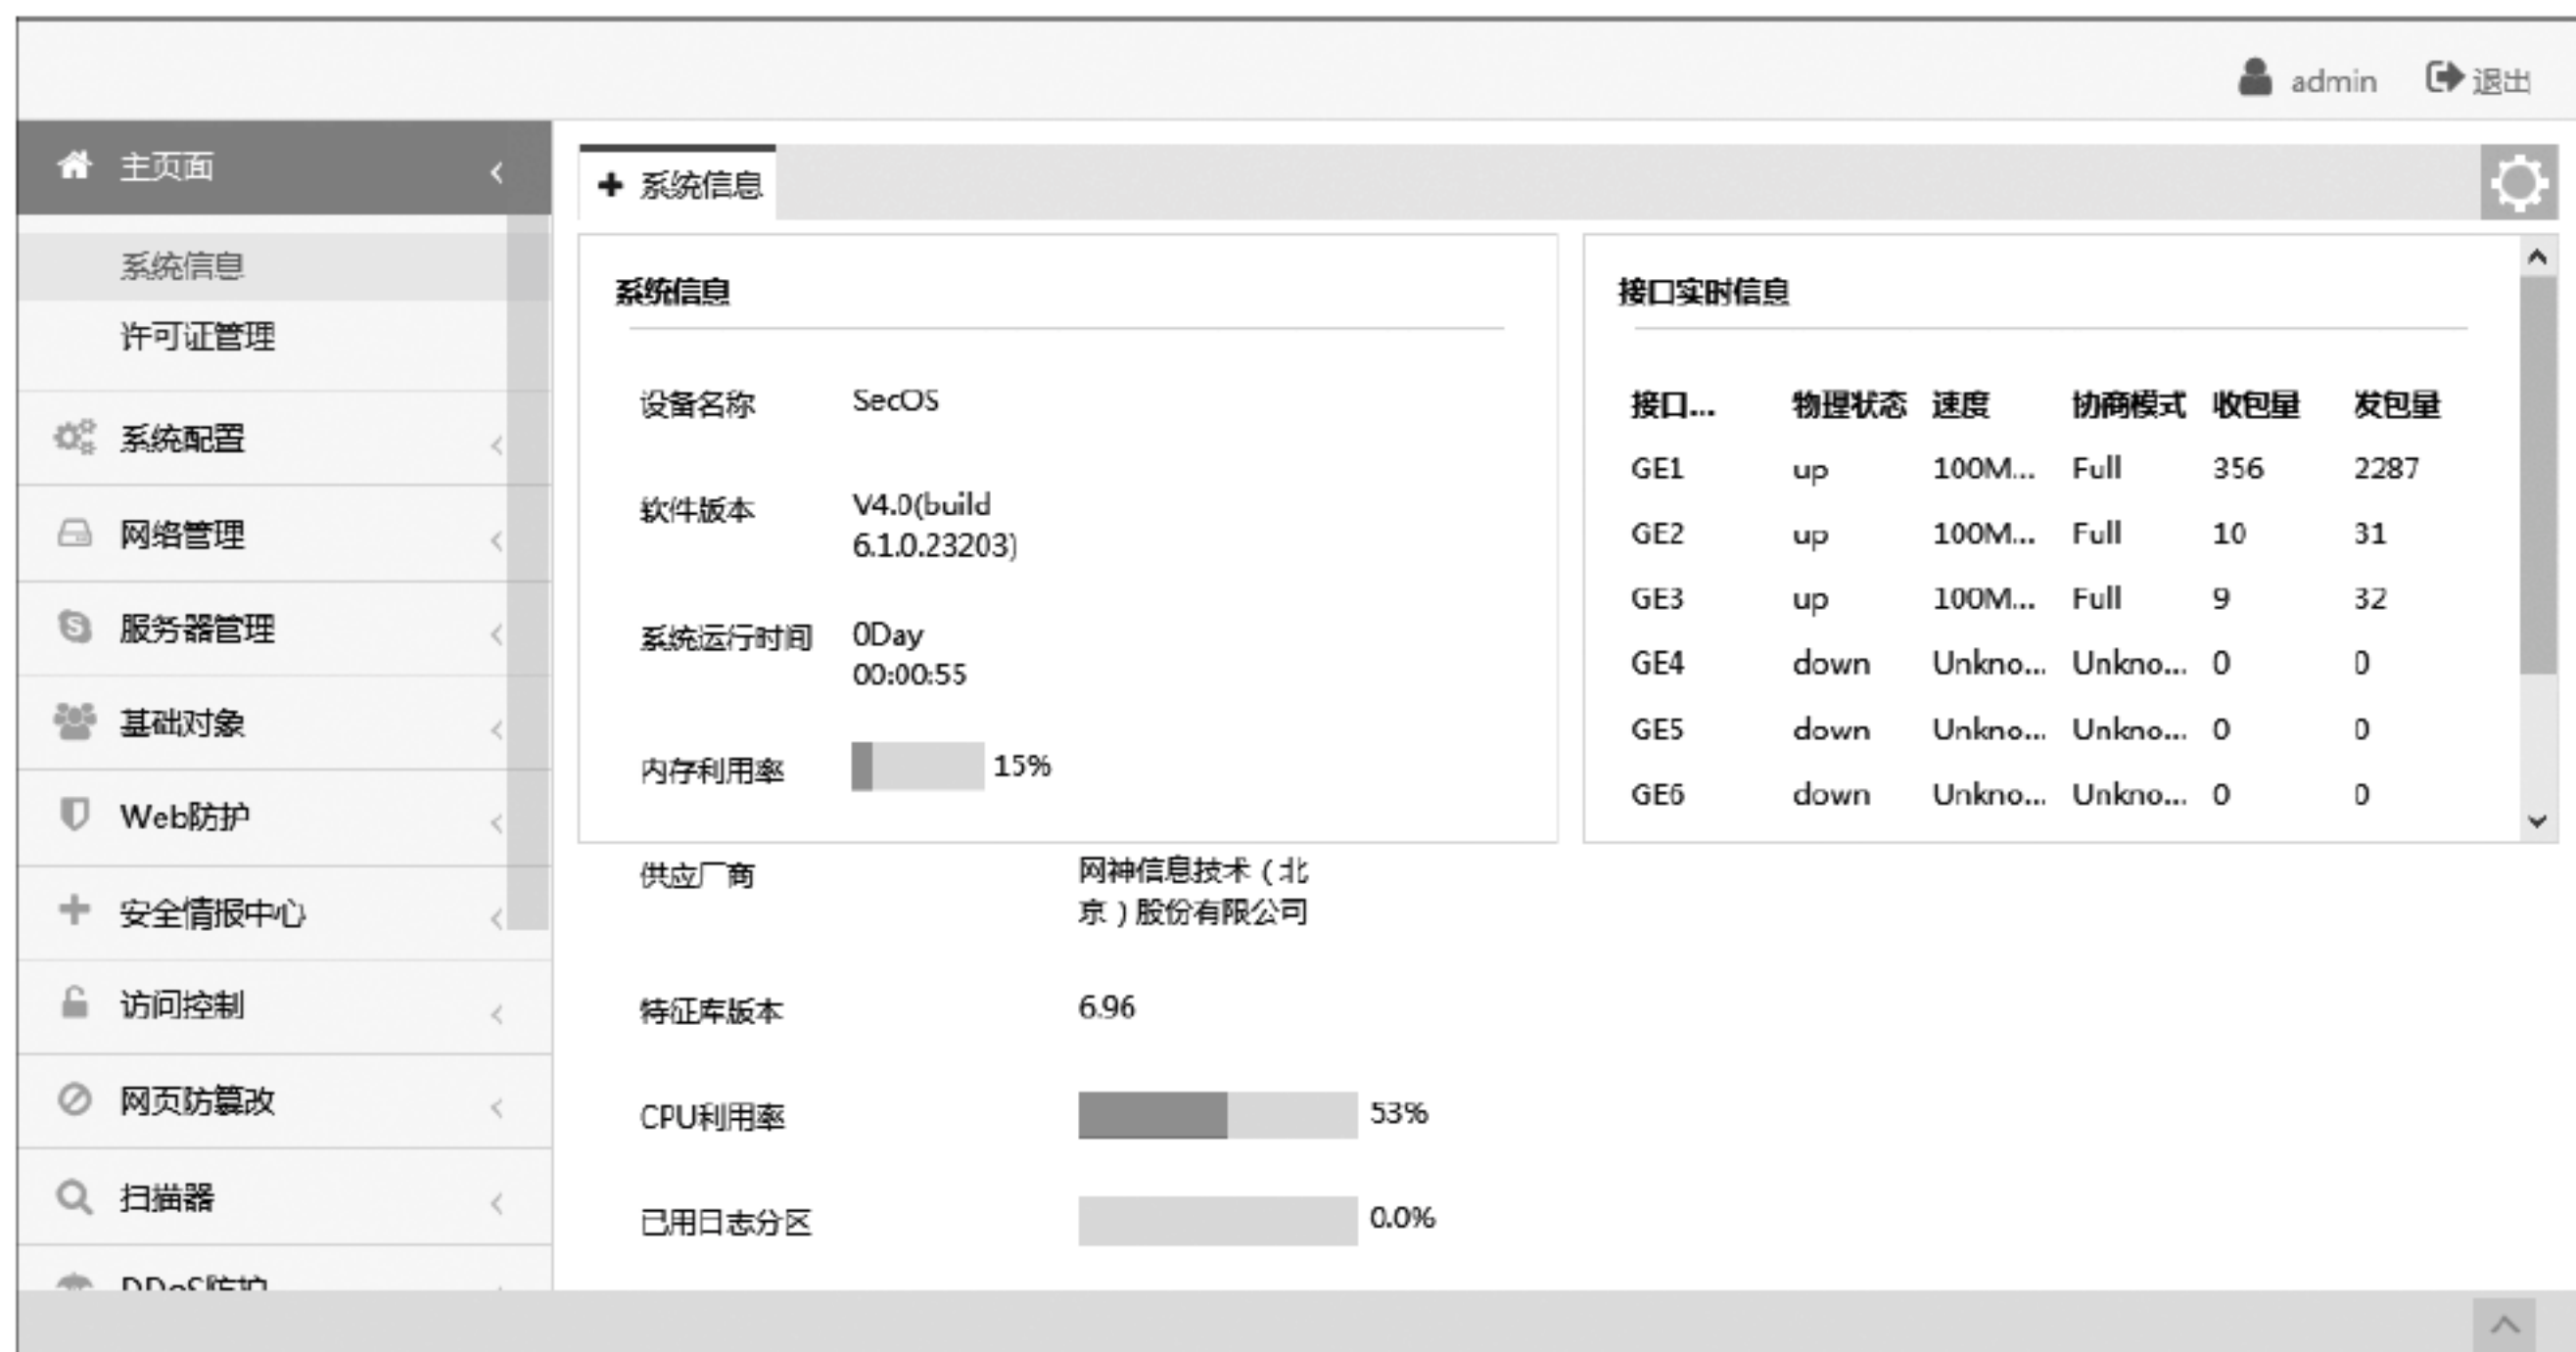 admin 退出
主页面
系统信息
许可证管理
系统配置
网络管理
服务器管理
基础对象
Web防护
安全情报中心
访问控制
网页防篡改
扫描器
DDoS防护
系统信息
系统信息
设备名称 SecOS
软件版本 V4.0(build
6.1.0.23203)
系统运行时间 0Day
00:00:55
内存利用率 15%
供应厂商 网神信息技术（北
京）股份有限公司
特征库版本 6.96
CPU利用率 53%
已用日志分区 0.0%
接口实时信息
接口... 物理状态 速度 协商模式 收包量 发包量
GE1 up 100M... Full 356 2287
GE2 up 100M... Full 10 31
GE3 up 100M... Full 9 32
GE4 down Unkno... Unkno... 0 0
GE5 down Unkno... Unkno... 0 0
GE6 down Unkno... Unkno... 0 0